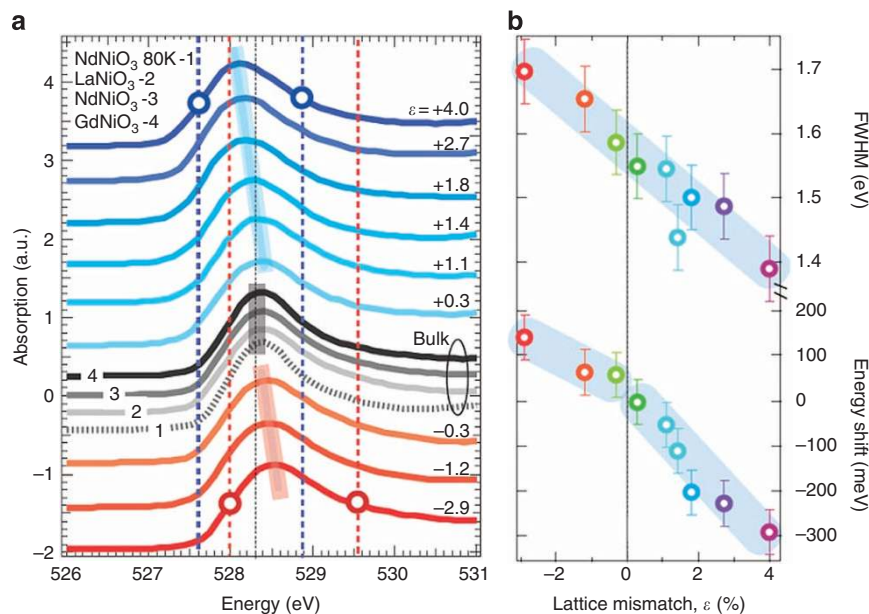 a
NdNiO3 80K -1
LaNiO3 -2
NdNiO3 -3
GdNiO3 -4
ε= +4.0
+2.7
+1.8
+1.4
+1.1
+0.3
Bulk
4
3
2
1
−0.3
−1.2
−2.9
4
3
2
1
0
−1
−2
Absorption (a.u.)
526 527 528 529 530 531
Energy (eV)
b
1.7
1.6
1.5
1.4
FWHM (eV)
200
100
0
−100
−200
−300
Energy shift (meV)
−2 0 2 4
Lattice mismatch, ε (%)